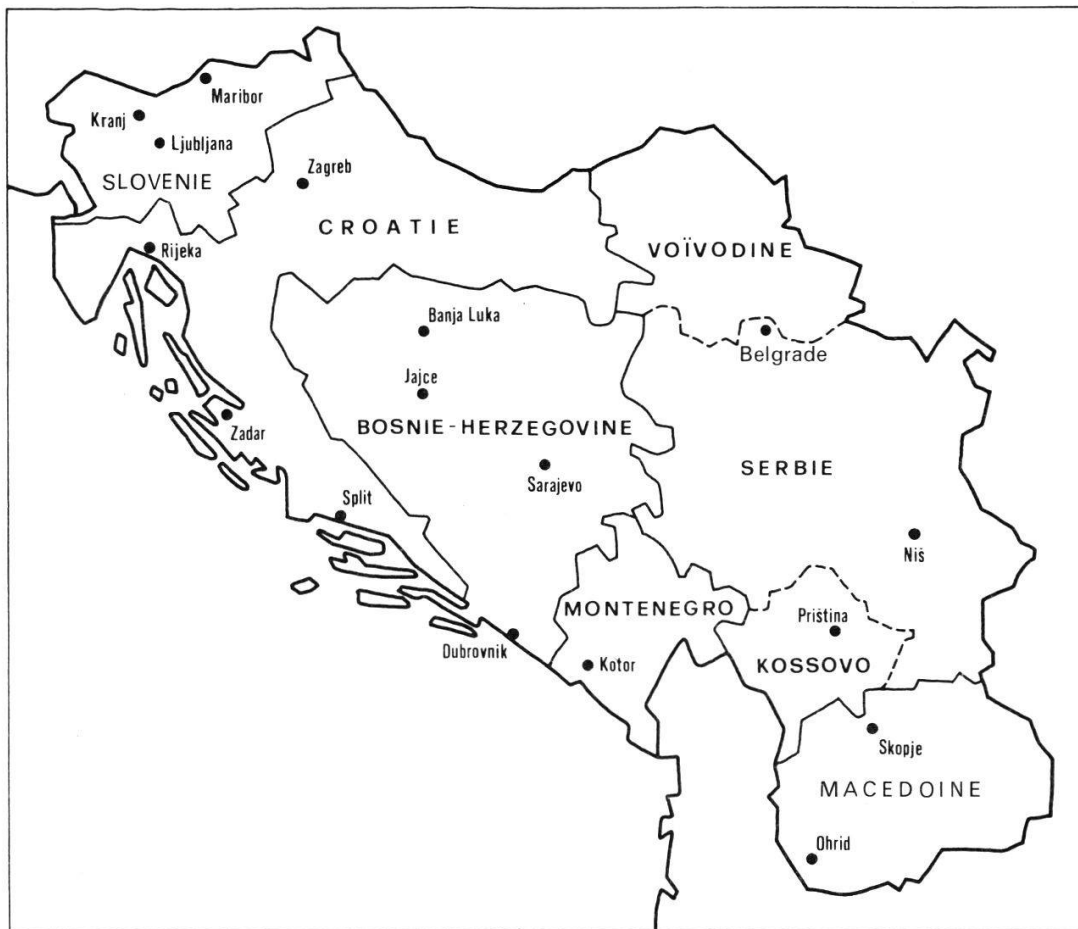 Maribor
Kranj
Ljubljana
SLOVENIE
Zagreb
CROATIE
Rijeka
VOÏVODINE
Banja Luka
Belgrade
Jajce
BOSNIE-HERZEGOVINE
Zadar
SERBIE
Sarajevo
Split
Niš
MONTENEGRO
Priština
Dubrovnik
Kotor
KOSSOVO
Skopje
MACEDOINE
Ohrid